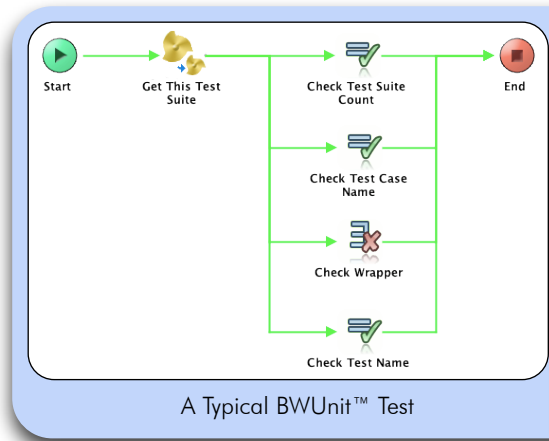 Start
Get This Test
Suite
Check Test Suite
Count
End
Check Test Case
Name
Check Wrapper
Check Test Name
A Typical BWUnit™ Test